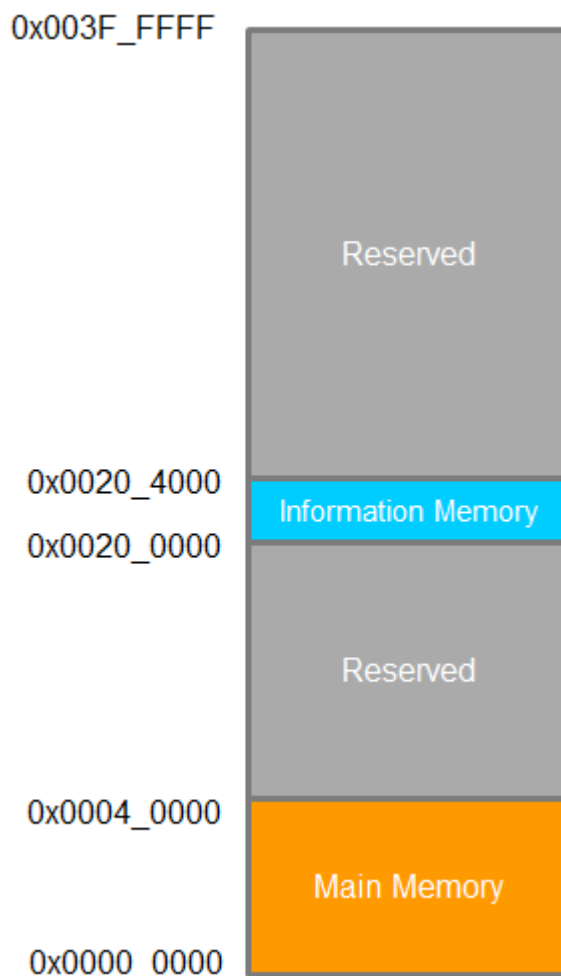 0x003F_FFFF
Reserved
0x0020_4000
Information Memory
0x0020_0000
Reserved
0x0004_0000
Main Memory
0x0000_0000